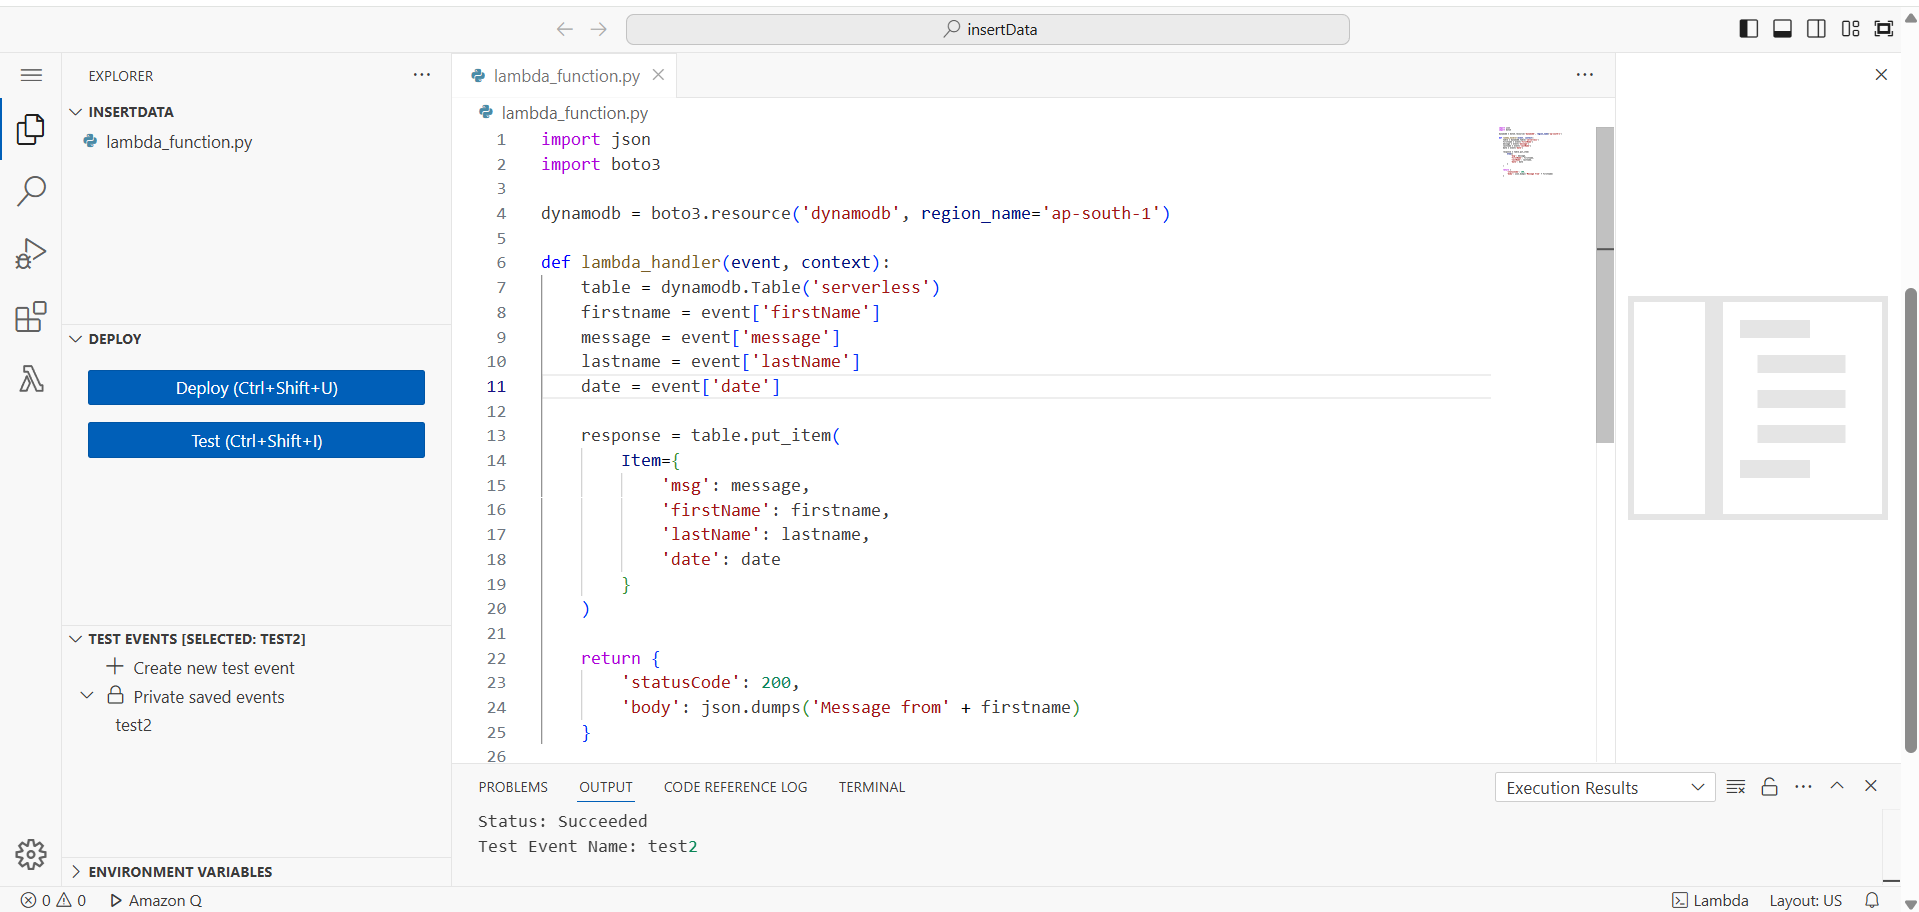 insertData
EXPLORER
INSERTDATA
lambda_function.py
DEPLOY
Deploy (Ctrl+Shift+U)
Test (Ctrl+Shift+I)
TEST EVENTS [SELECTED: TEST2]
Create new test event
Private saved events
test2
ENVIRONMENT VARIABLES
lambda_function.py
lambda_function.py
1 import json
2 import boto3
3
4 dynamodb = boto3.resource('dynamodb', region_name='ap-south-1')
5
6 def lambda_handler(event, context):
7     table = dynamodb.Table('serverless')
8     firstname = event['firstName']
9     message = event['message']
10     lastname = event['lastName']
11     date = event['date']
12
13     response = table.put_item(
14         Item={
15             'msg': message,
16             'firstName': firstname,
17             'lastName': lastname,
18             'date': date
19         }
20     )
21
22     return {
23         'statusCode': 200,
24         'body': json.dumps('Message from' + firstname)
25     }
26
PROBLEMS OUTPUT CODE REFERENCE LOG TERMINAL
Execution Results
Status: Succeeded
Test Event Name: test2
0 0 Amazon Q
Lambda Layout: US